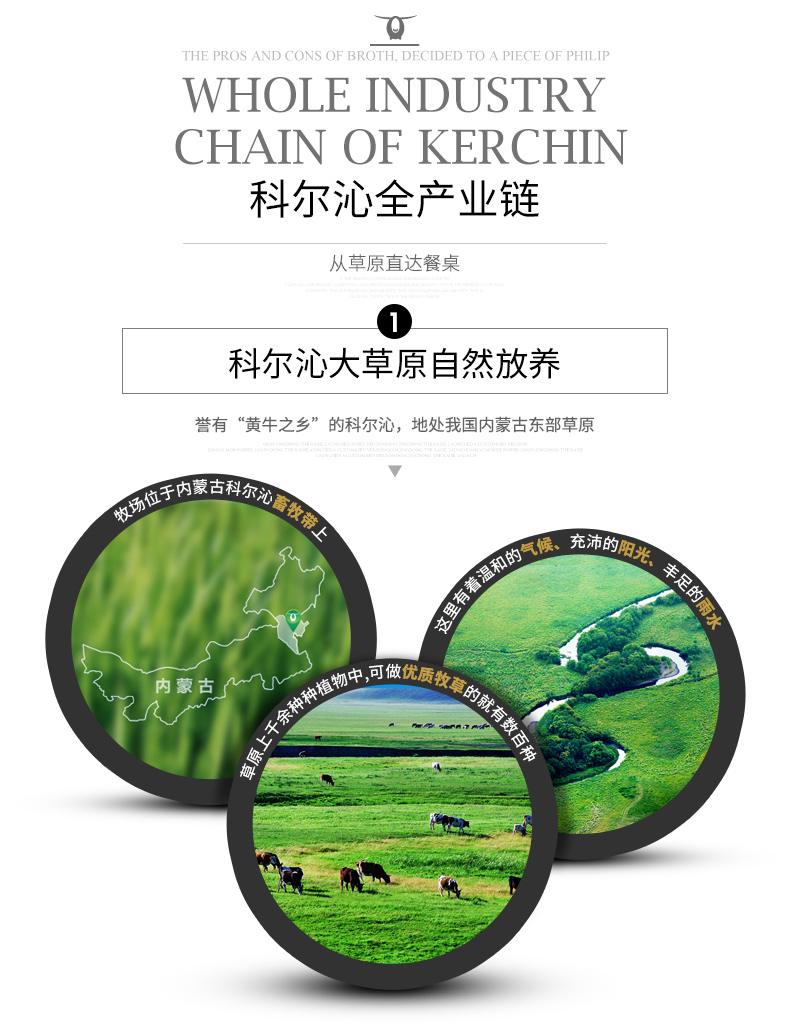 THE PROS AND CONS OF BROTH, DECIDED TO A PIECE OF PHILIP
WHOLE INDUSTRY
CHAIN OF KERCHIN
科尔沁全产业链
从草原直达餐桌
1
科尔沁大草原自然放养
誉有“黄牛之乡”的科尔沁，地处我国内蒙古东部草原
牧场位于内蒙古科尔沁畜牧带上
内蒙古
这里有着温和的气候、充沛的阳光、丰足的雨水
草原上千余种种植物中,可做优质牧草的就有数百种